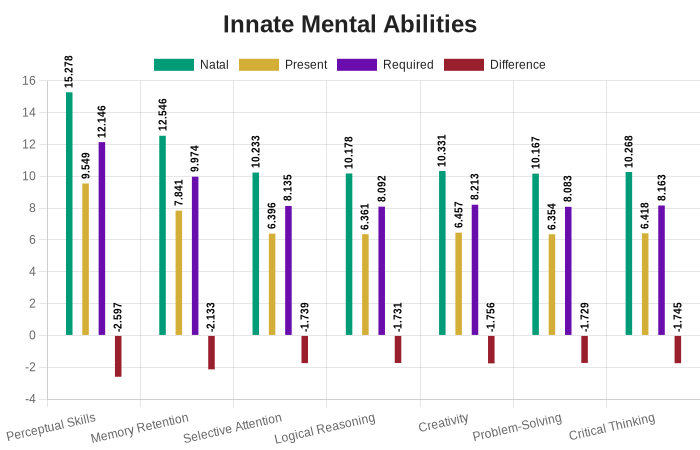 Innate Mental Abilities
Natal Present Required Difference
16
14
12
10
8
6
4
2
0
-2
-4
15.278 9.549 12.146 -2.597
12.546 7.841 9.974 -2.133
10.233 6.396 8.135 -1.739
10.178 6.361 8.092 -1.731
10.331 6.457 8.213 -1.756
10.167 6.354 8.083 -1.729
10.268 6.418 8.163 -1.745
Perceptual Skills
Memory Retention
Selective Attention
Logical Reasoning
Creativity
Problem-Solving
Critical Thinking